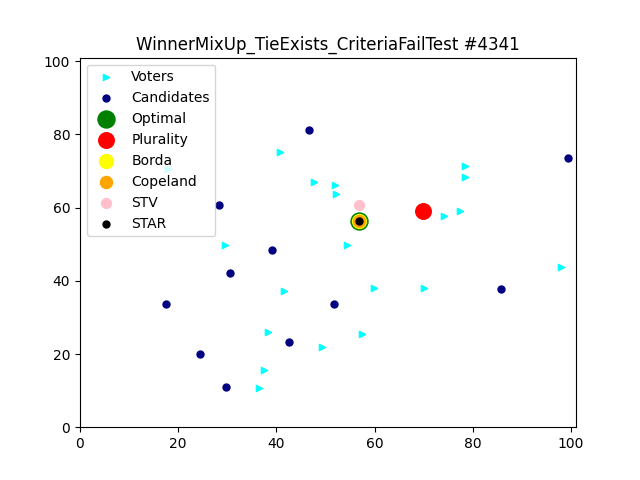 WinnerMixUp_TieExists_CriteriaFailTest #4341
Voters
Candidates
Optimal
Plurality
Borda
Copeland
STV
STAR
100
80
60
40
20
0
0 20 40 60 80 100